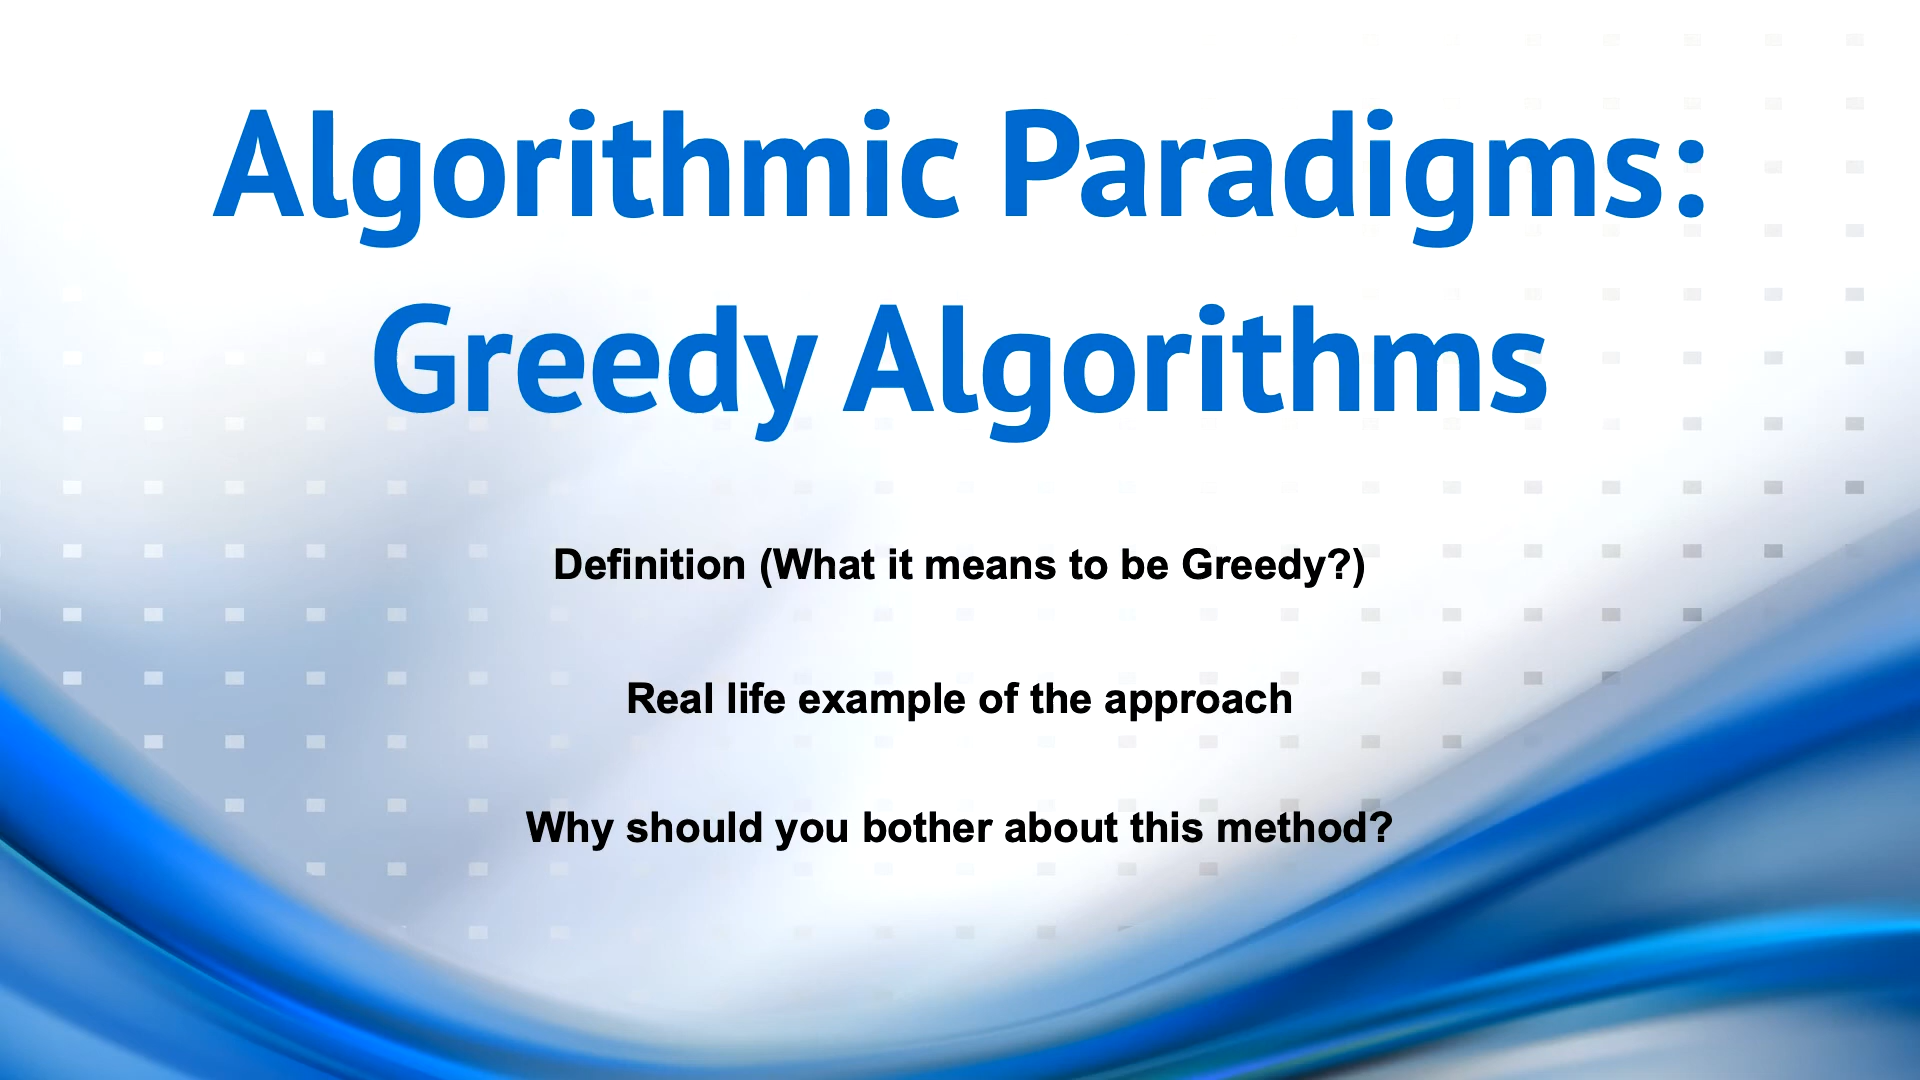 Algorithmic Paradigms:
Greedy Algorithms
Definition (What it means to be Greedy?)
Real life example of the approach
Why should you bother about this method?